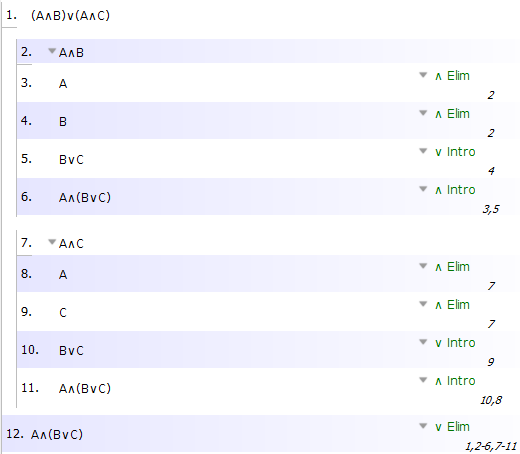 1. (A∧B)∨(A∧C)
2. A∧B
3. A ∧ Elim
2
4. B ∧ Elim
2
5. B∨C ∨ Intro
4
6. A∧(B∨C) ∧ Intro
3,5
7. A∧C
8. A ∧ Elim
7
9. C ∧ Elim
7
10. B∨C ∨ Intro
9
11. A∧(B∨C) ∧ Intro
10,8
12. A∧(B∨C) ∨ Elim
1,2-6,7-11